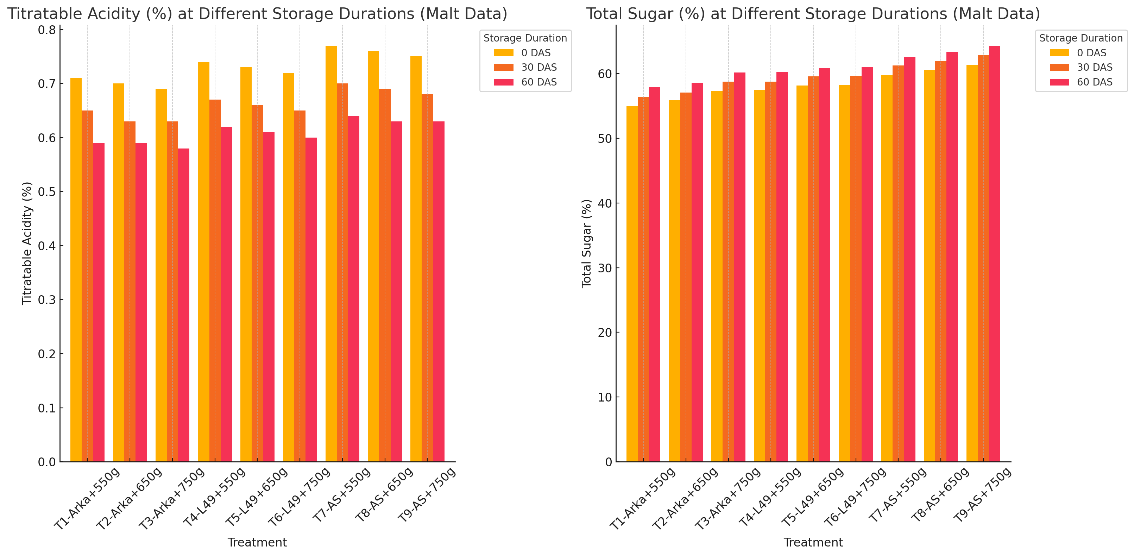 Titratable Acidity (%) at Different Storage Durations (Malt Data)
Titratable Acidity (%)
0.8
0.7
0.6
0.5
0.4
0.3
0.2
0.1
0.0
T1-Arka+550g
T2-Arka+650g
T3-Arka+750g
T4-L49+550g
T5-L49+650g
T6-L49+750g
T7-AS+550g
T8-AS+650g
T9-AS+750g
Treatment
Storage Duration
0 DAS
30 DAS
60 DAS
Total Sugar (%) at Different Storage Durations (Malt Data)
Total Sugar (%)
60
50
40
30
20
10
0
T1-Arka+550g
T2-Arka+650g
T3-Arka+750g
T4-L49+550g
T5-L49+650g
T6-L49+750g
T7-AS+550g
T8-AS+650g
T9-AS+750g
Treatment
Storage Duration
0 DAS
30 DAS
60 DAS